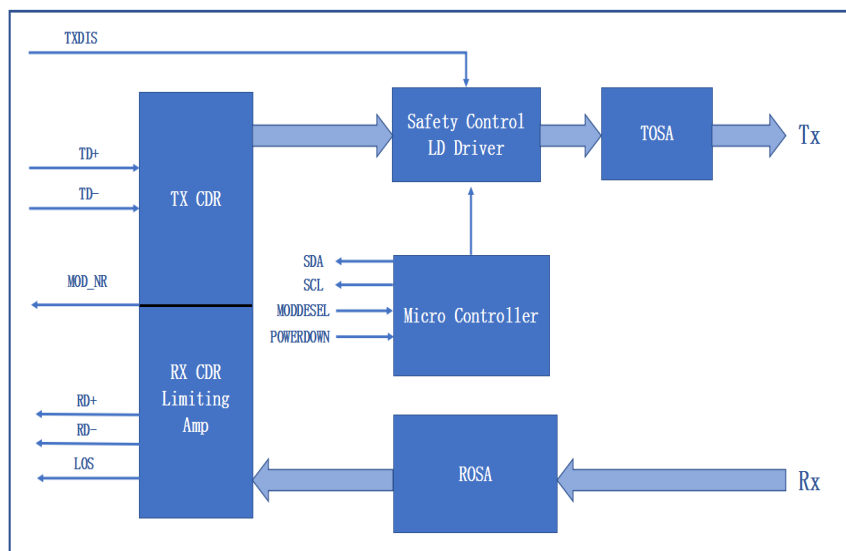 TXDIS
Safety Control
LD Driver
TOSA
Tx
TD+
TX CDR
TD-
SDA
MOD_NR
SCL
MODDESEL
Micro Controller
POWERDOWN
RX CDR
Limiting
Amp
RD+
RD-
LOS
ROSA
Rx